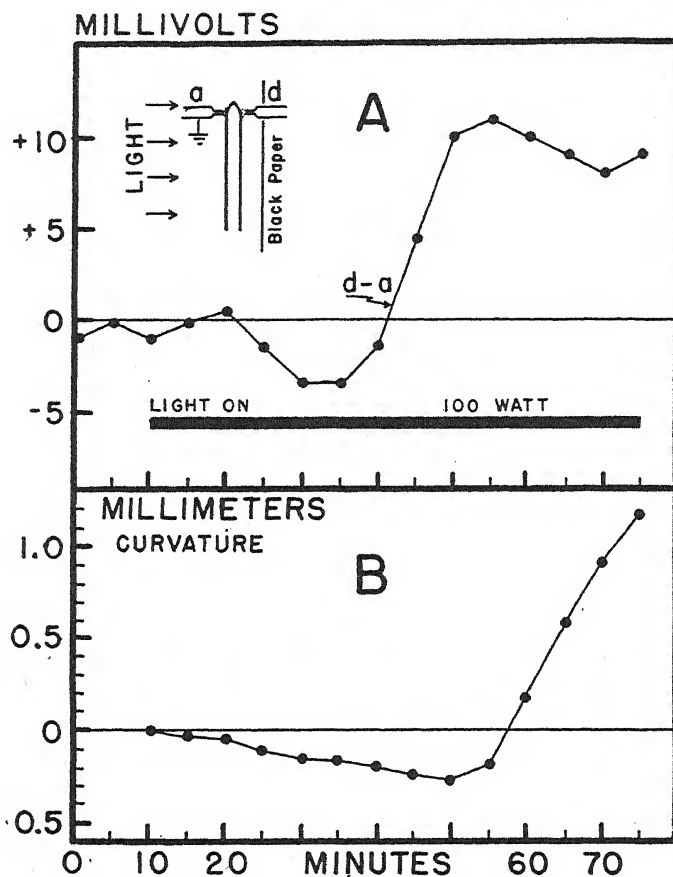 MILLIVOLTS
a d
LIGHT
Black Paper
A
+10
+5
d-a
0
-5
LIGHT ON 100 WATT
MILLIMETERS
CURVATURE
B
1.0
0.5
0
0.5
0 10 20 MINUTES 60 70